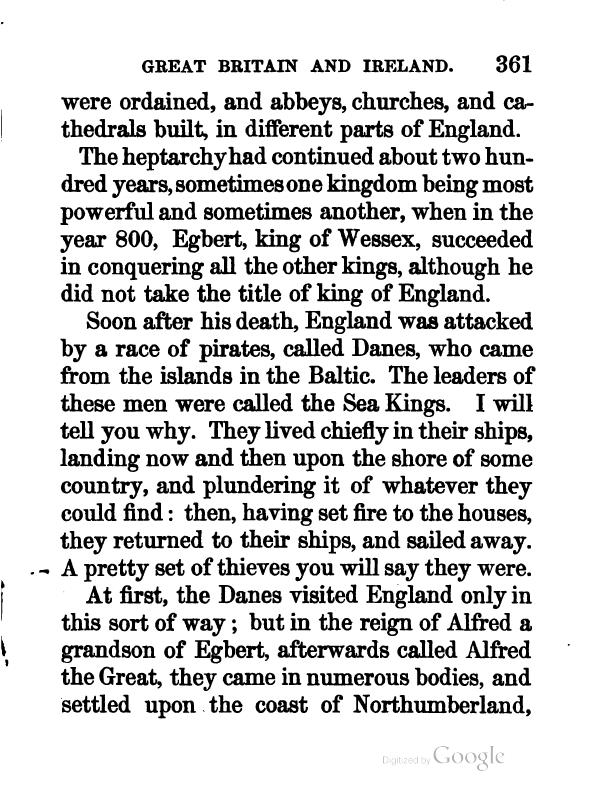 GREAT BRITAIN AND IRELAND. 361
were ordained, and abbeys, churches, and ca-
thedrals built, in different parts of England.
The heptarchy had continued about two hun-
dred years, sometimes one kingdom being most
powerful and sometimes another, when in the
year 800, Egbert, king of Wessex, succeeded
in conquering all the other kings, although he
did not take the title of king of England.
Soon after his death, England was attacked
by a race of pirates, called Danes, who came
from the islands in the Baltic. The leaders of
these men were called the Sea Kings. I will
tell you why. They lived chiefly in their ships,
landing now and then upon the shore of some
country, and plundering it of whatever they
could find: then, having set fire to the houses,
they returned to their ships, and sailed away.
A pretty set of thieves you will say they were.
At first, the Danes visited England only in
this sort of way; but in the reign of Alfred a
grandson of Egbert, afterwards called Alfred
the Great, they came in numerous bodies, and
settled upon the coast of Northumberland,
Digitized by Google